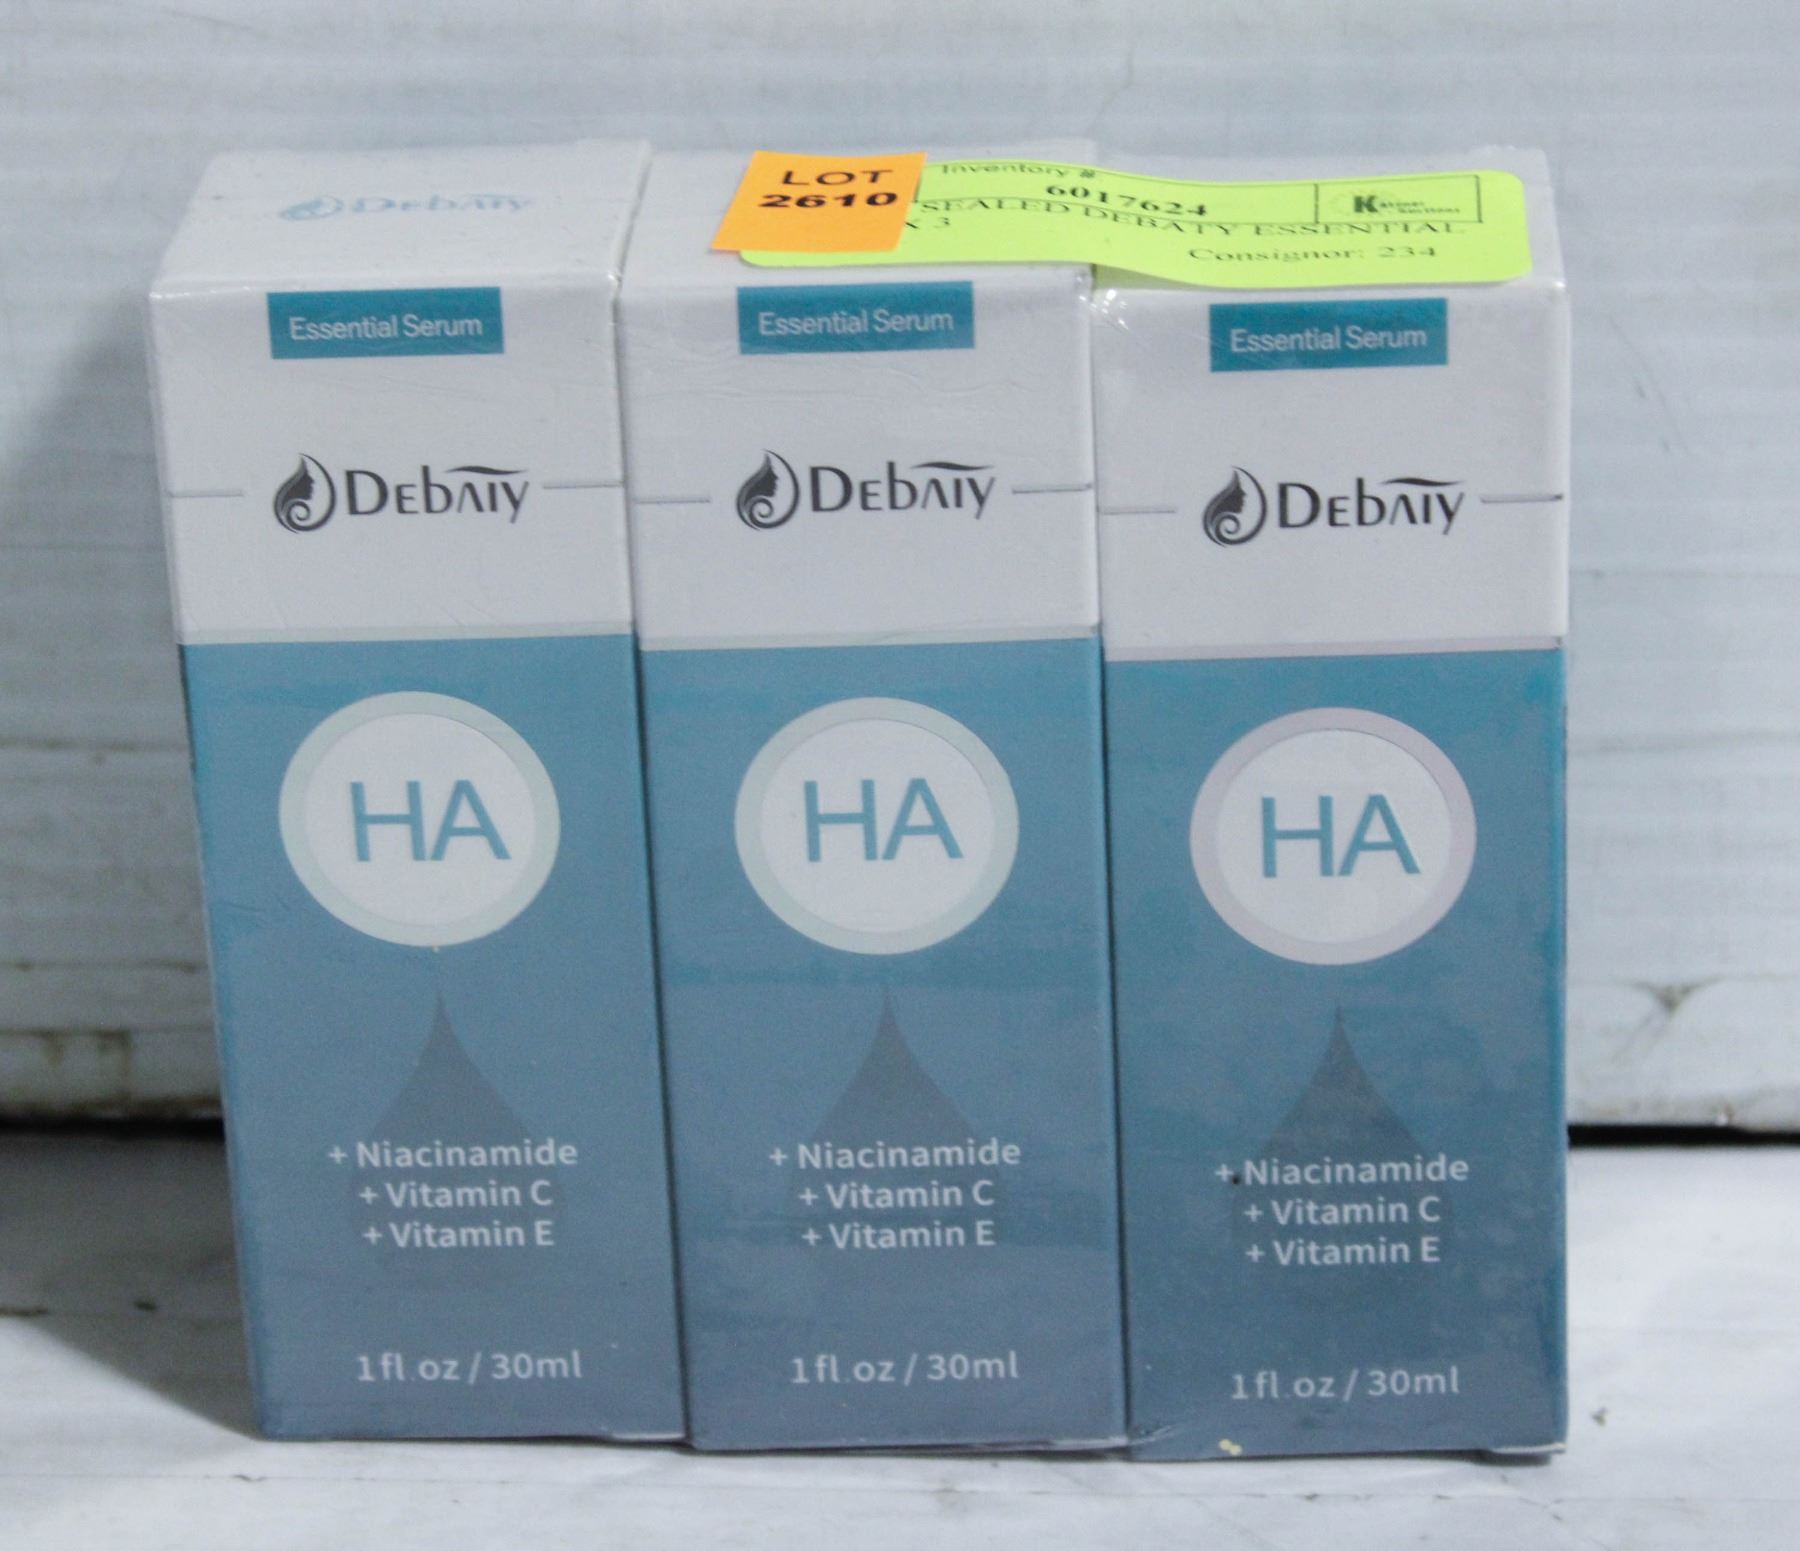 Debaiy
LOT
2610
Inventory #:
6017624
SEALED DEBATY ESSENTIAL
X 3
Consignor: 234
Essential Serum
Debaiy
HA
+ Niacinamide
+ Vitamin C
+ Vitamin E
1fl.oz / 30ml
Essential Serum
Debaiy
HA
+ Niacinamide
+ Vitamin C
+ Vitamin E
1fl.oz / 30ml
Essential Serum
Debaiy
HA
+ Niacinamide
+ Vitamin C
+ Vitamin E
1fl.oz / 30ml